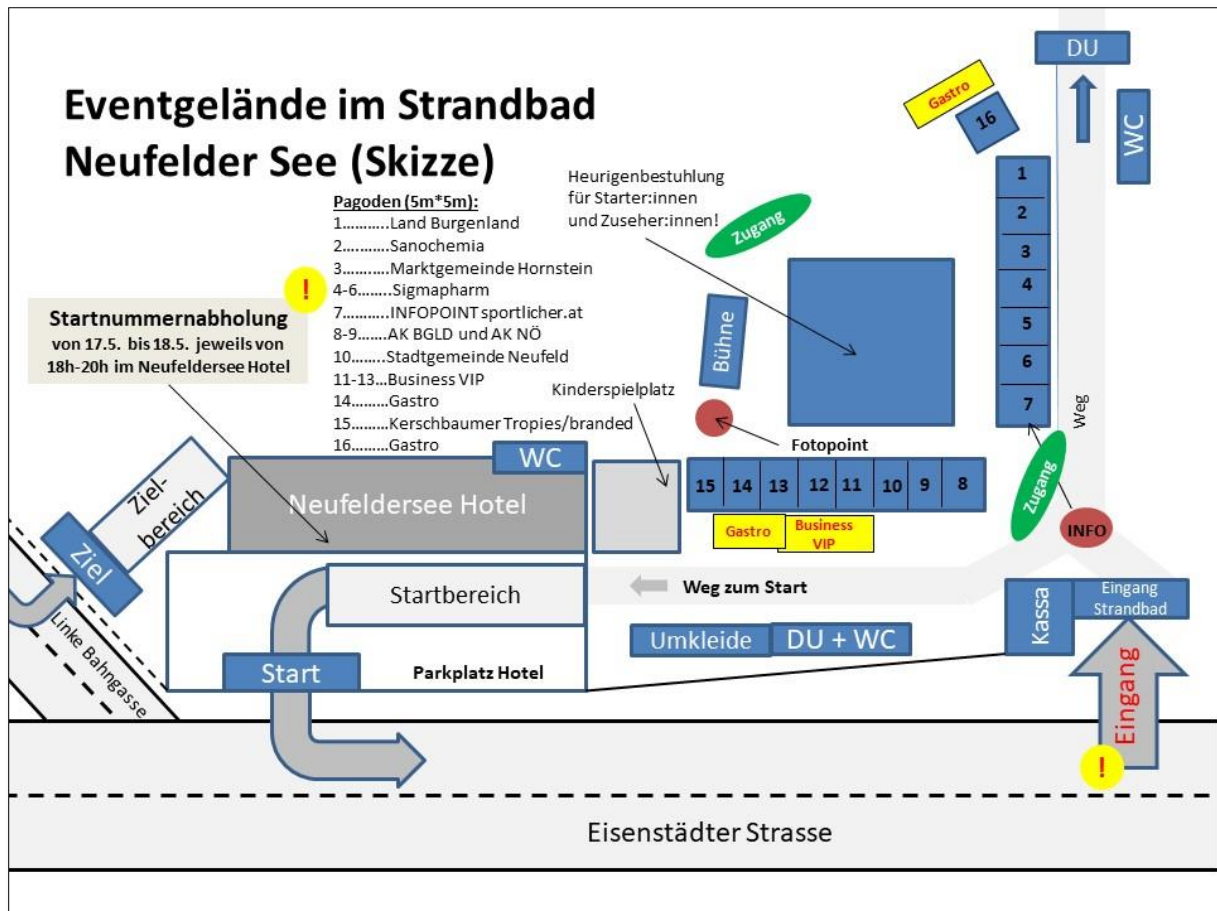 Eventgelände im Strandbad
Neufelder See (Skizze)
Pagoden (5m*5m):
1...........Land Burgenland
2...........Sanochemia
3...........Marktgemeinde Hornstein
4-6........Sigmapharm
7...........INFOPOINT sportlicher.at
8-9........AK BGLD und AK NÖ
10........Stadtgemeinde Neufeld
11-13...Business VIP
14.........Gastro
15.........Kerschbaumer Tropies/branded
16.........Gastro
!
Startnummernabholung
von 17.5. bis 18.5. jeweils von
18h-20h im Neufeldersee Hotel
Heurigenbestuhlung
für Starter:innen
und Zuseher:innen!
Zugang
Gastro
16
DU
WC
1
2
3
4
5
6
7
Weg
Bühne
Kinderspielplatz
Fotopoint
WC
Neufeldersee Hotel
15
14
13
12
11
10
9
8
Gastro
Business
VIP
Zugang
INFO
Ziel-
bereich
Ziel
Linke Bahngasse
Startbereich
Weg zum Start
Umkleide
DU + WC
Kassa
Eingang
Strandbad
Start
Parkplatz Hotel
Eingang
!
Eisenstädter Strasse